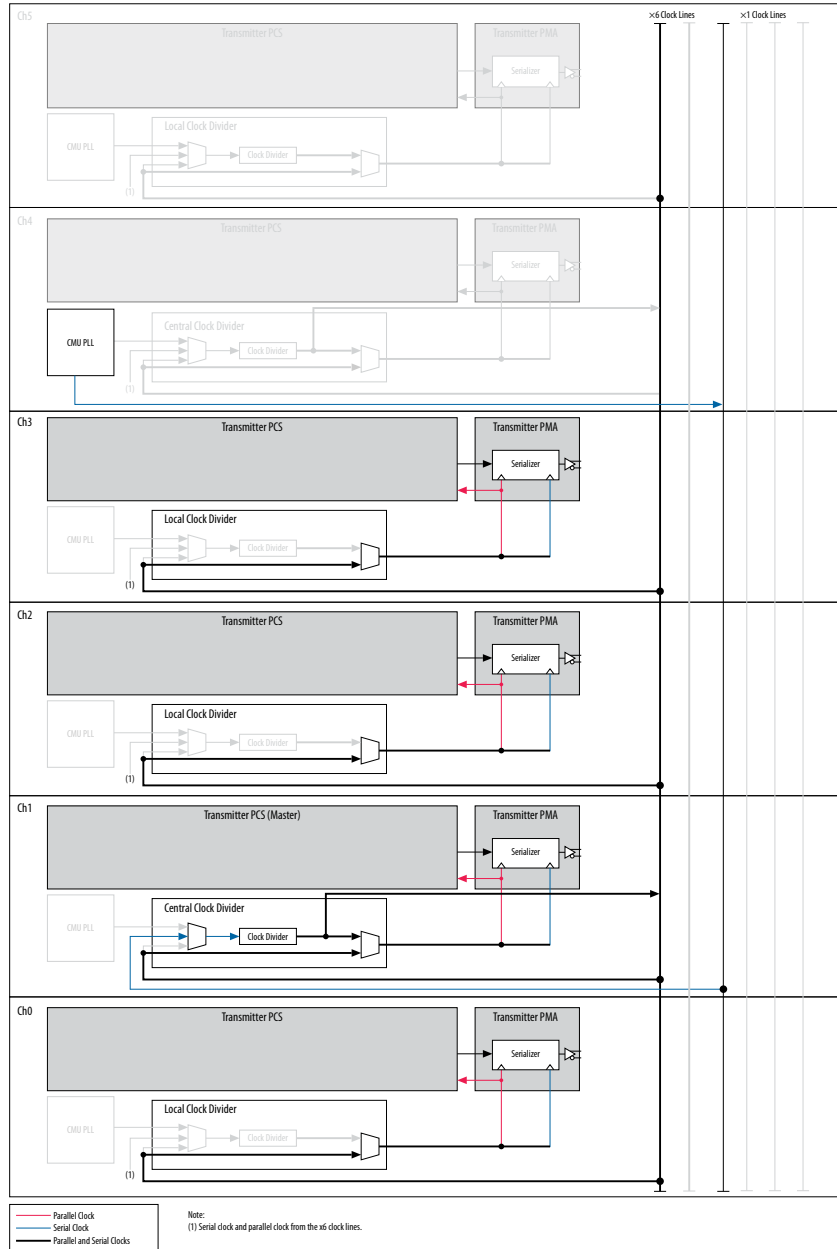 Ch5
×6 Clock Lines
×1 Clock Lines
Transmitter PCS
Transmitter PMA
Serializer
Local Clock Divider
CMU PLL
Clock Divider
(1)
Ch4
Transmitter PCS
Transmitter PMA
Serializer
Central Clock Divider
CMU PLL
Clock Divider
(1)
Ch3
Transmitter PCS
Transmitter PMA
Serializer
Local Clock Divider
CMU PLL
Clock Divider
(1)
Ch2
Transmitter PCS
Transmitter PMA
Serializer
Local Clock Divider
CMU PLL
Clock Divider
(1)
Ch1
Transmitter PCS (Master)
Transmitter PMA
Serializer
Central Clock Divider
CMU PLL
Clock Divider
Ch0
Transmitter PCS
Transmitter PMA
Serializer
Local Clock Divider
CMU PLL
Clock Divider
(1)
Parallel Clock
Serial Clock
Parallel and Serial Clocks
Note:
(1) Serial clock and parallel clock from the x6 clock lines.